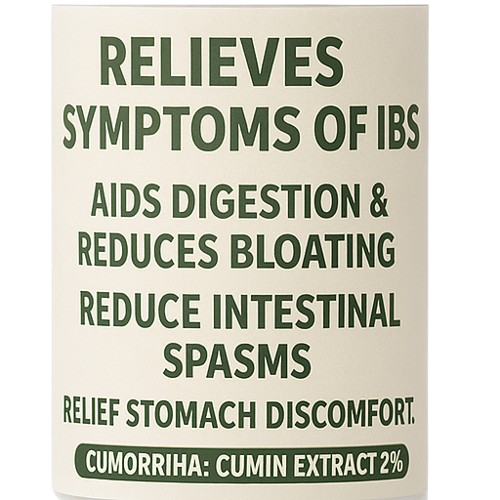 RELIEVES
SYMPTOMS OF IBS
AIDS DIGESTION &
REDUCES BLOATING
REDUCE INTESTINAL
SPASMS
RELIEF STOMACH DISCOMFORT.
CUMORRIHA: CUMIN EXTRACT 2%